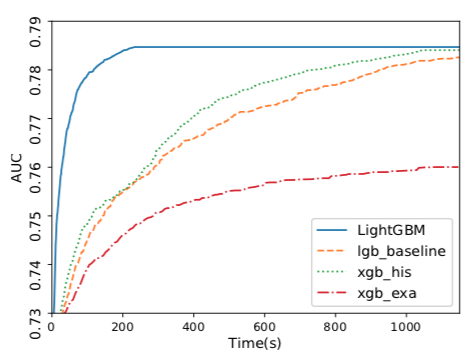 0.79
0.78
0.77
0.76
0.75
0.74
0.73
AUC
LightGBM
lgb_baseline
xgb_his
xgb_exa
0 200 400 600 800 1000
Time(s)